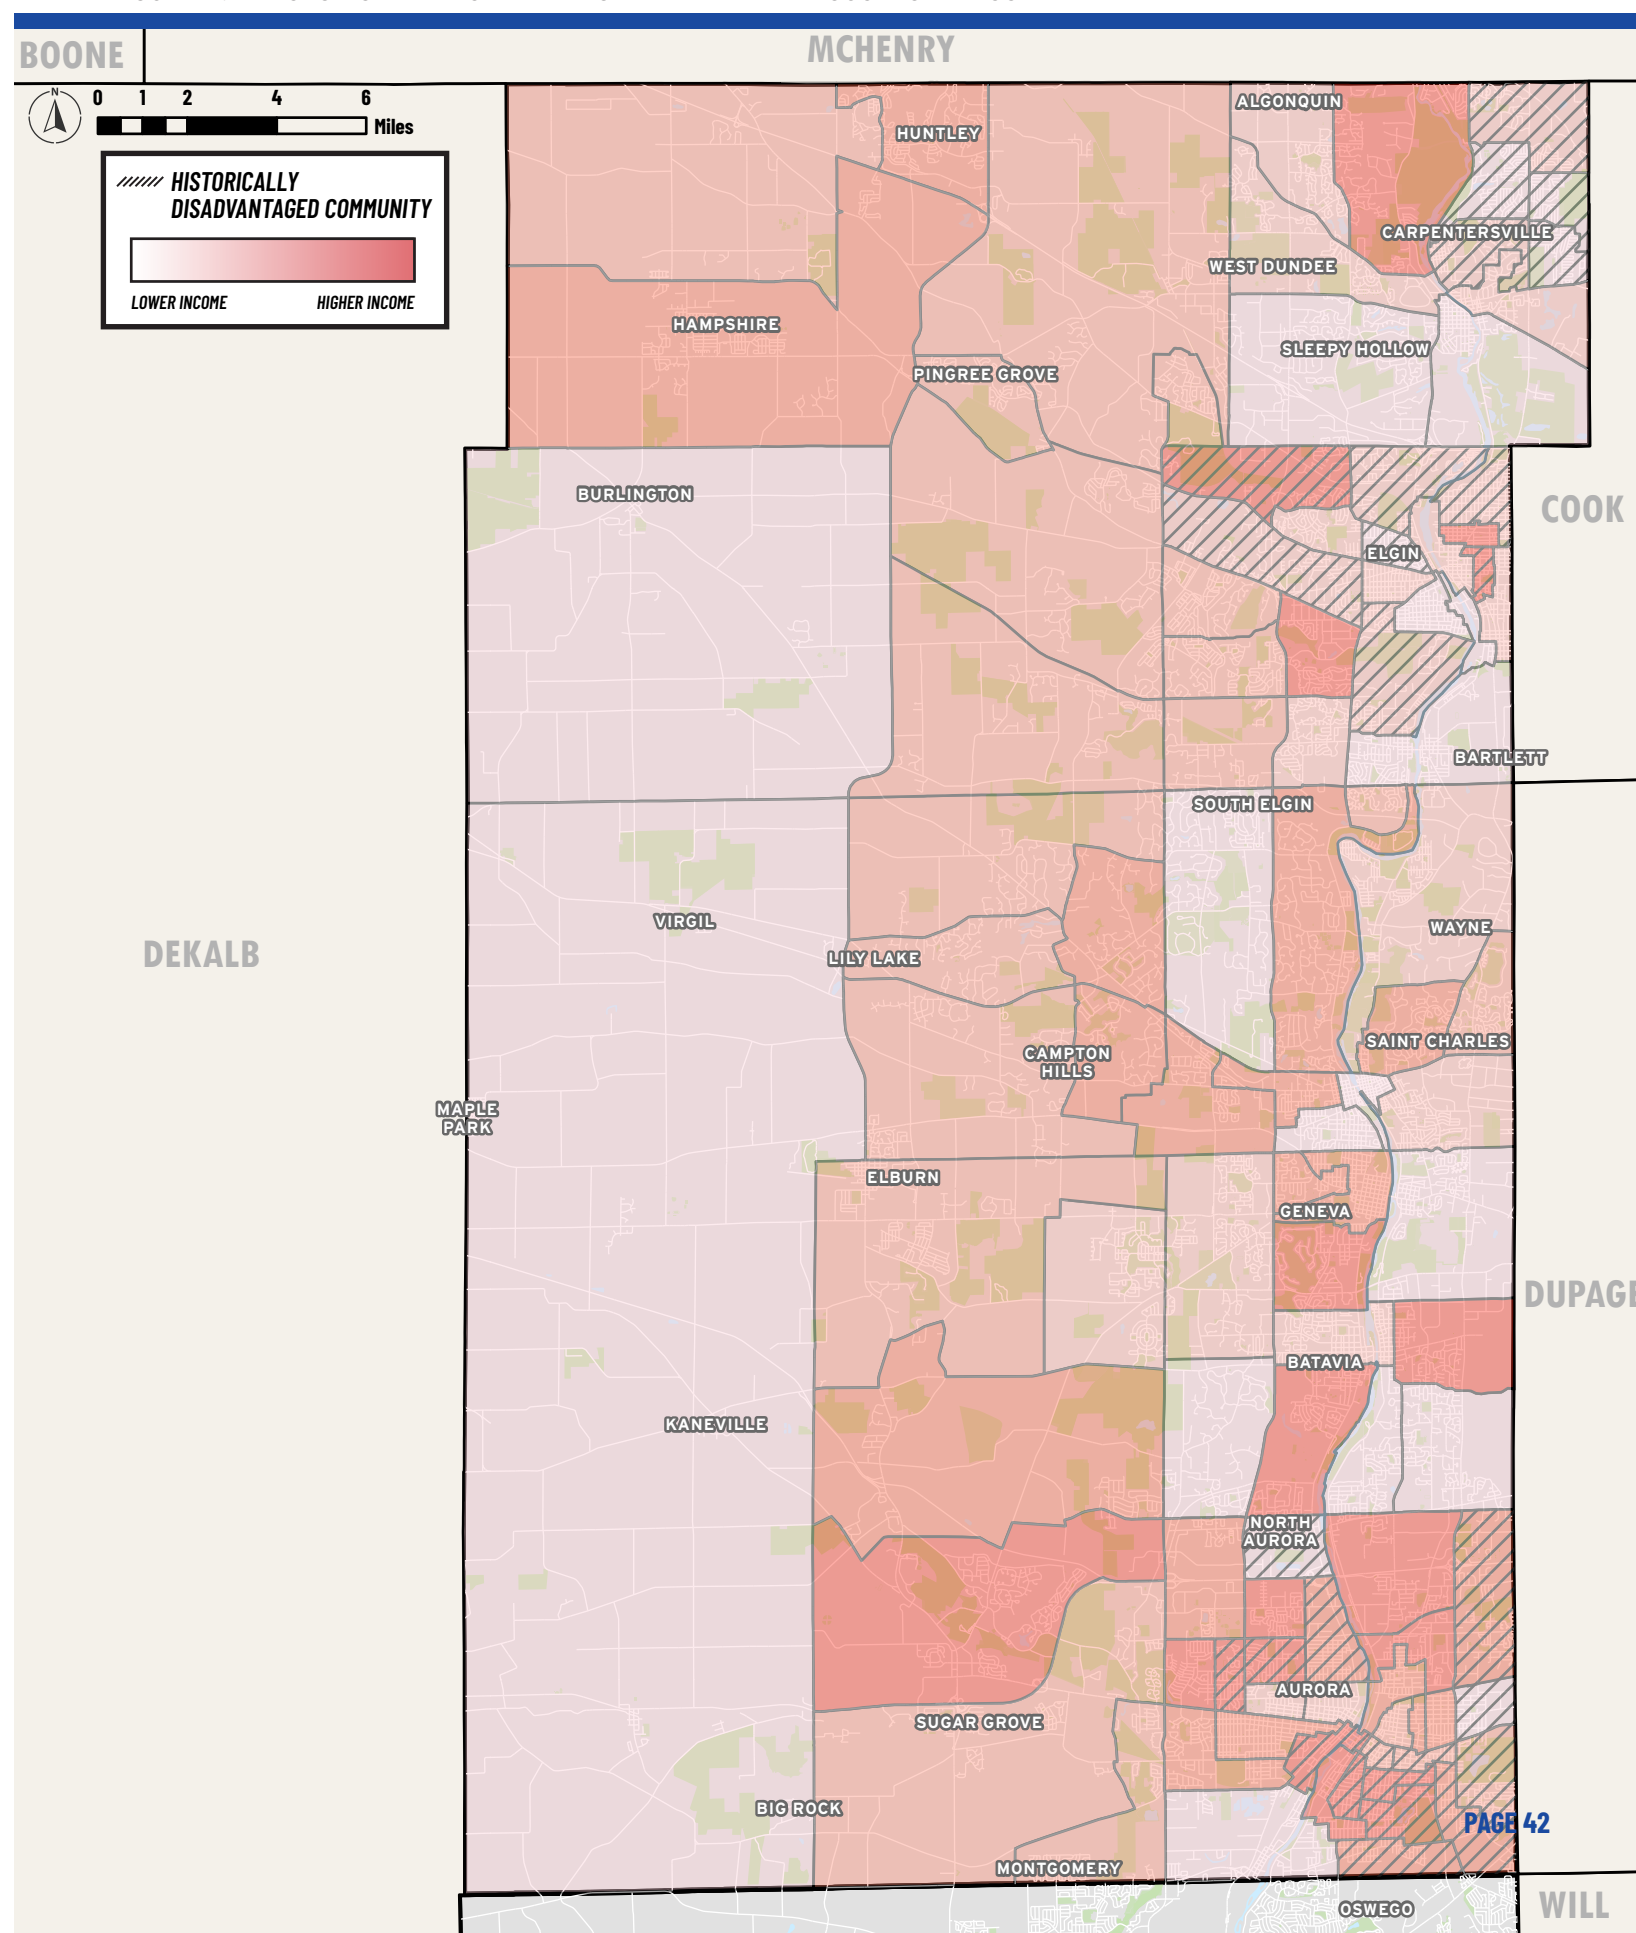 BOONE
MCHENRY
N
0 1 2 4 6
Miles
HISTORICALLY
DISADVANTAGED COMMUNITY
LOWER INCOME HIGHER INCOME
ALGONQUIN
HUNTLEY
CARPENTERSVILLE
WEST DUNDEE
HAMPSHIRE
SLEEPY HOLLOW
PINGREE GROVE
BURLINGTON
COOK
ELGIN
BARTLETT
SOUTH ELGIN
VIRGIL
WAYNE
DEKALB
LILY LAKE
SAINT CHARLES
CAMPTON
HILLS
MAPLE
PARK
ELBURN
GENEVA
DUPAGE
BATAVIA
KANEVILLE
NORTH
AURORA
AURORA
SUGAR GROVE
BIG ROCK
PAGE 42
MONTGOMERY
OSWEGO
WILL